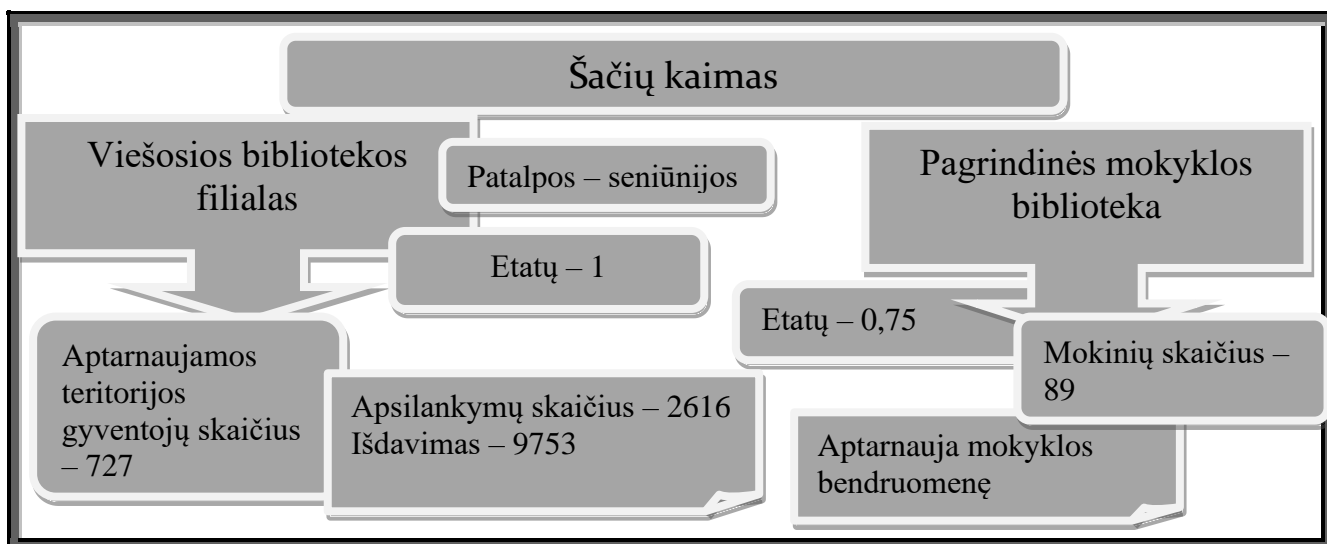 Šačių kaimas
Viešosios bibliotekos
filialas
Patalpos – seniūnijos
Etatų – 1
Aptarnaujamos
teritorijos
gyventojų skaičius
– 727
Apsilankymų skaičius – 2616
Išdavimas – 9753
Pagrindinės mokyklos
biblioteka
Etatų – 0,75
Mokinių skaičius –
89
Aptarnauja mokyklos
bendruomenę